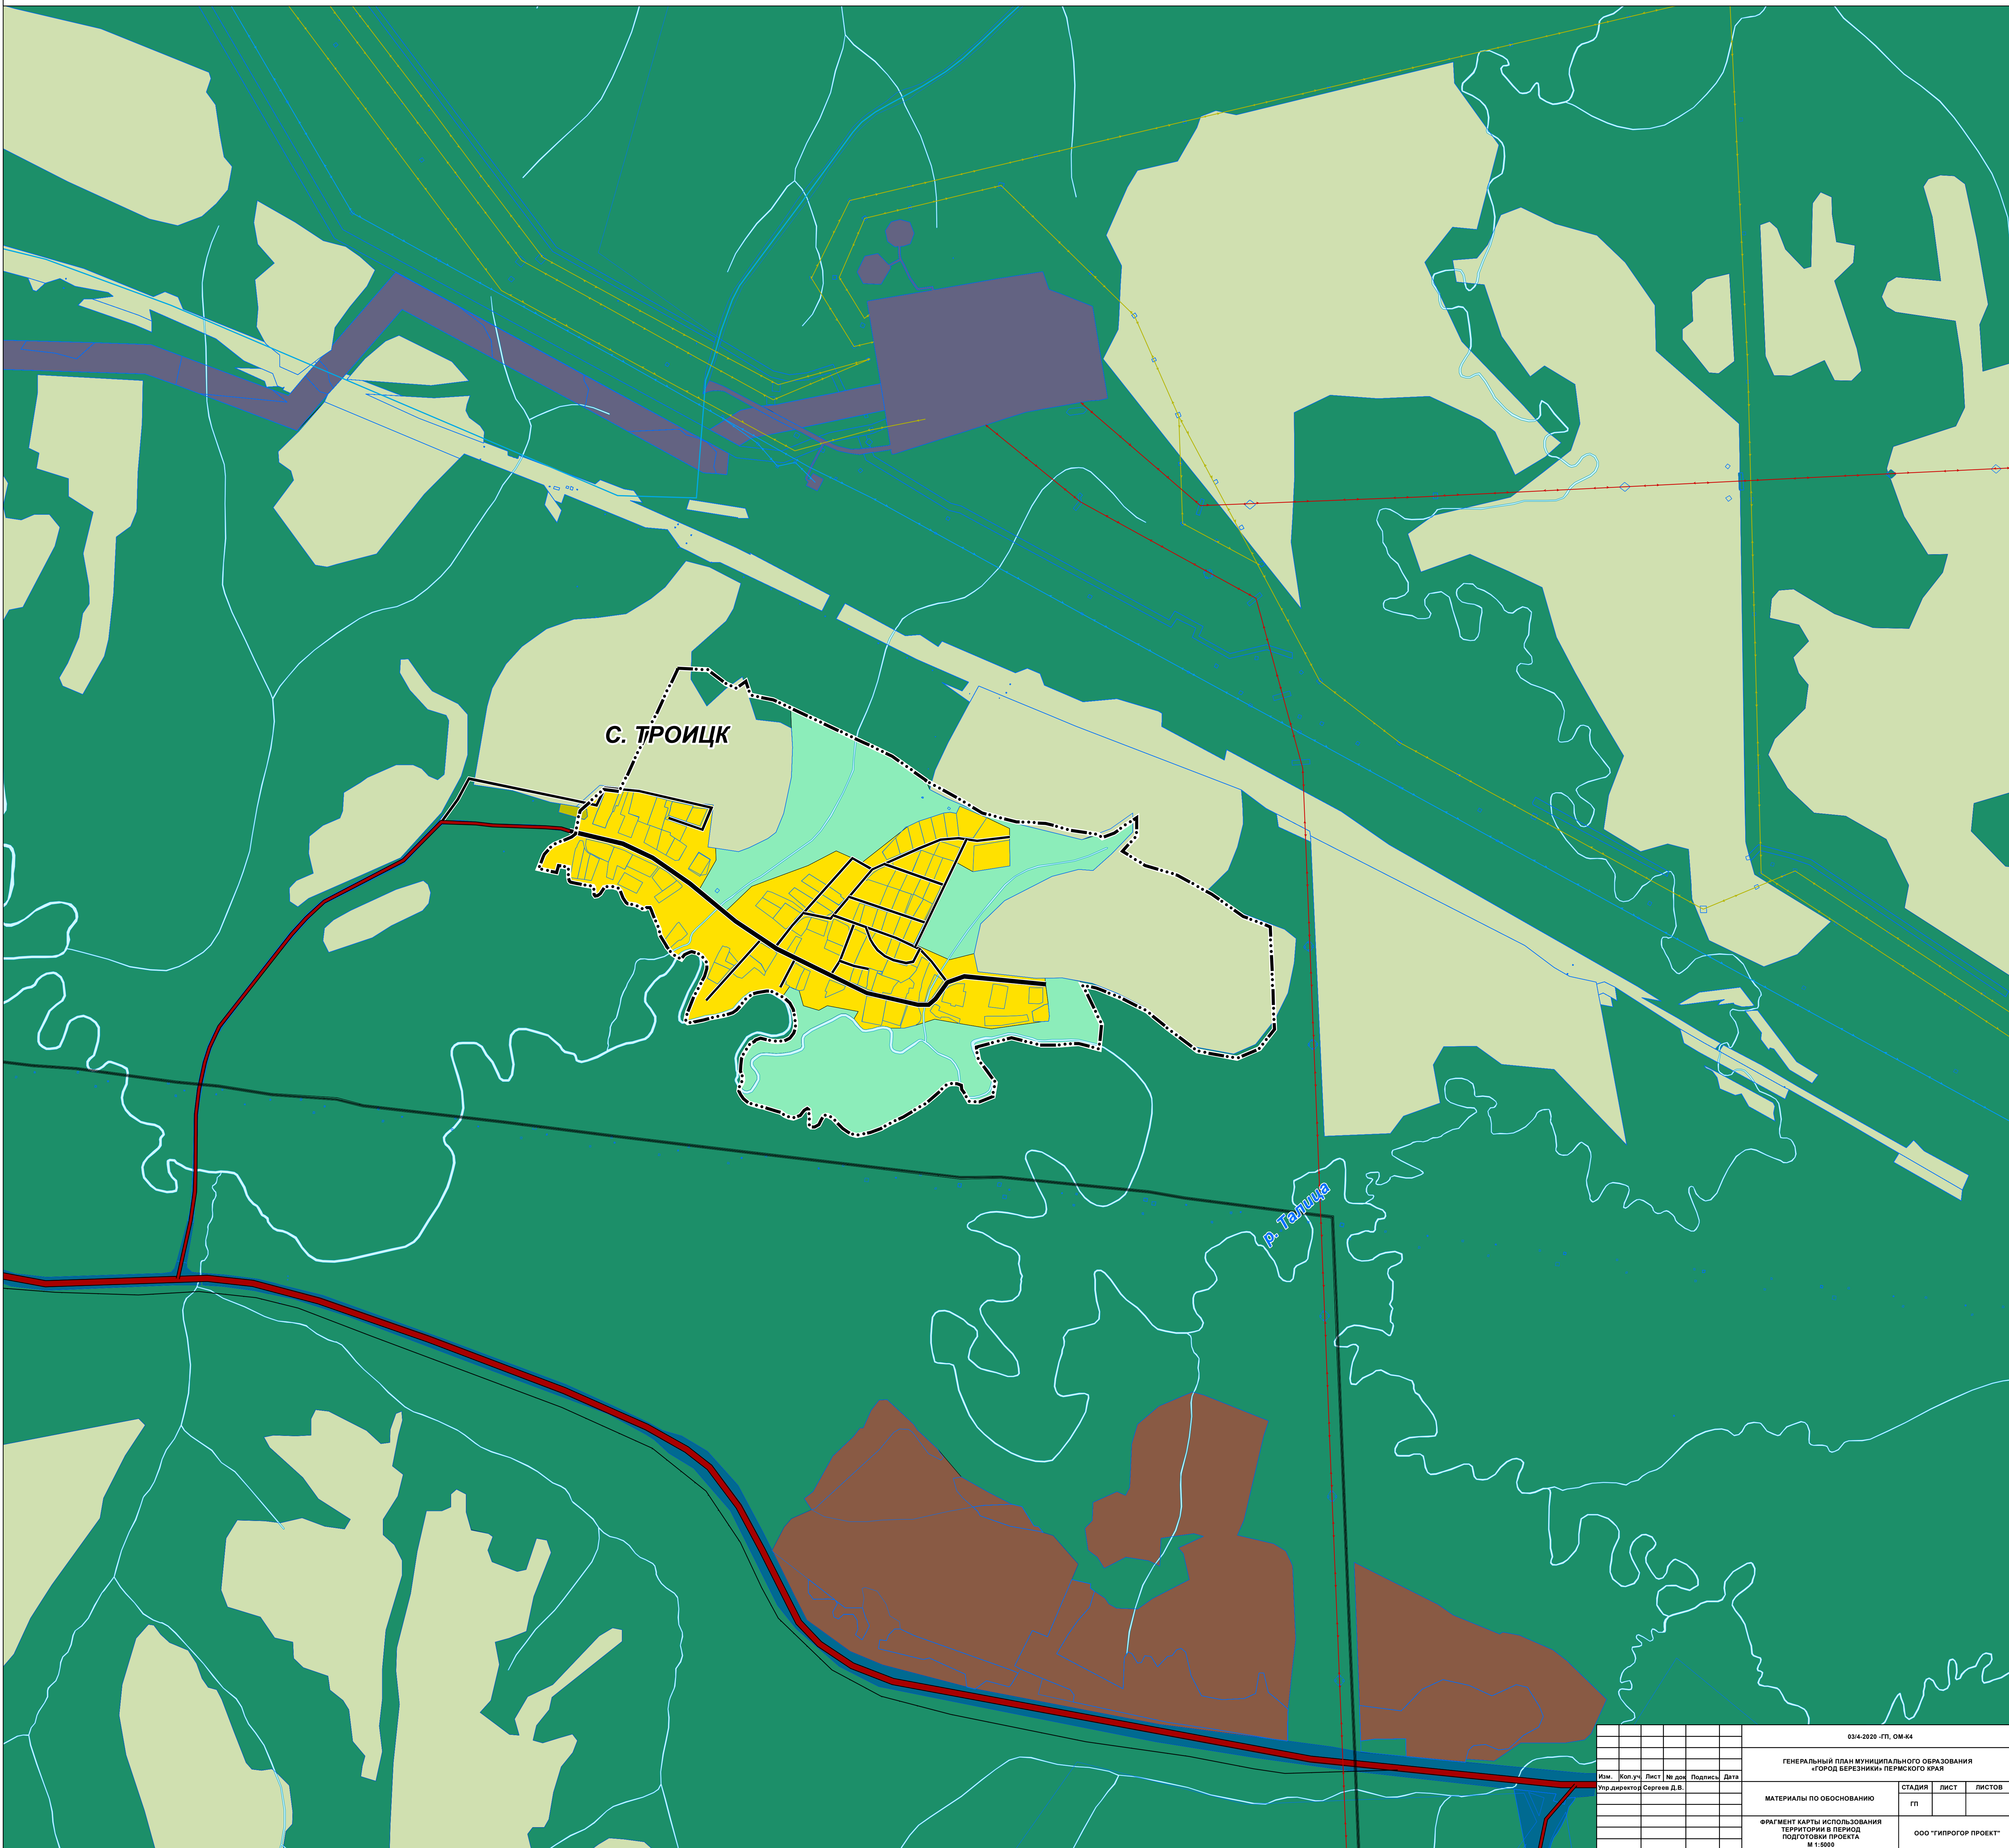 С. ТРОИЦК
р. Талица
03/4-2020 -ГП, ОМ-К4
ГЕНЕРАЛЬНЫЙ ПЛАН МУНИЦИПАЛЬНОГО ОБРАЗОВАНИЯ
«ГОРОД БЕРЕЗНИКИ» ПЕРМСКОГО КРАЯ
Изм. Кол.уч Лист № док Подпись Дата
Упр.директор Сергеев Д.В.
МАТЕРИАЛЫ ПО ОБОСНОВАНИЮ
СТАДИЯ ЛИСТ ЛИСТОВ
ГП
ФРАГМЕНТ КАРТЫ ИСПОЛЬЗОВАНИЯ
ТЕРРИТОРИИ В ПЕРИОД
ПОДГОТОВКИ ПРОЕКТА
М 1:5000
ООО "ГИПРОГОР ПРОЕКТ"